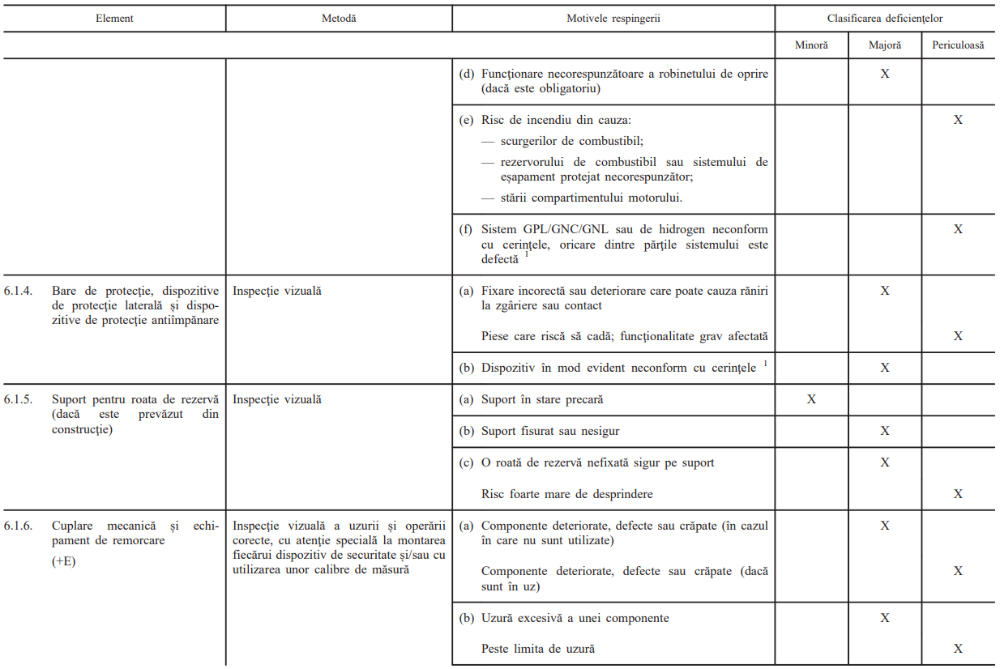 Element Metodă Motivele respingerii Clasificarea deficiențelor
Minoră Majoră Periculoasă
(d) Funcționare necorespunzătoare a robinetului de oprire X
(dacă este obligatoriu)
(e) Risc de incendiu din cauza: X
— scurgerilor de combustibil;
— rezervorului de combustibil sau sistemului de
eșapament protejat necorespunzător;
— stării compartimentului motorului.
(f) Sistem GPL/GNC/GNL sau de hidrogen neconform X
cu cerințele, oricare dintre părțile sistemului este
defectă 1
6.1.4. Bare de protecție, dispozitive Inspecție vizuală (a) Fixare incorectă sau deteriorare care poate cauza răniri X
de protecție laterală și dispo- la zgâriere sau contact
zitive de protecție antiîmpănare
Piese care riscă să cadă; funcționalitate grav afectată X
(b) Dispozitiv în mod evident neconform cu cerințele 1 X
6.1.5. Suport pentru roata de rezervă Inspecție vizuală (a) Suport în stare precară X
(dacă este prevăzut din
construcție) (b) Suport fisurat sau nesigur X
(c) O roată de rezervă nefixată sigur pe suport X
Risc foarte mare de desprindere X
6.1.6. Cuplare mecanică și echi- Inspecție vizuală a uzurii și operării (a) Componente deteriorate, defecte sau crăpate (în cazul X
pament de remorcare corecte, cu atenție specială la montarea în care nu sunt utilizate)
(+E) fiecărui dispozitiv de securitate și/sau cu
utilizarea unor calibre de măsură Componente deteriorate, defecte sau crăpate (dacă X
sunt în uz)
(b) Uzură excesivă a unei componente X
Peste limita de uzură X